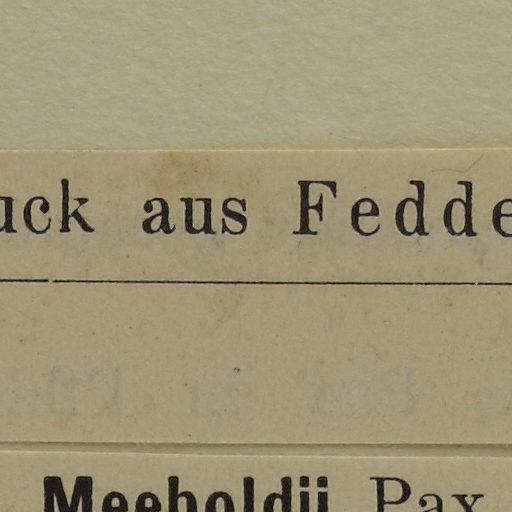 uck aus Fedde
Meeboldii Pax